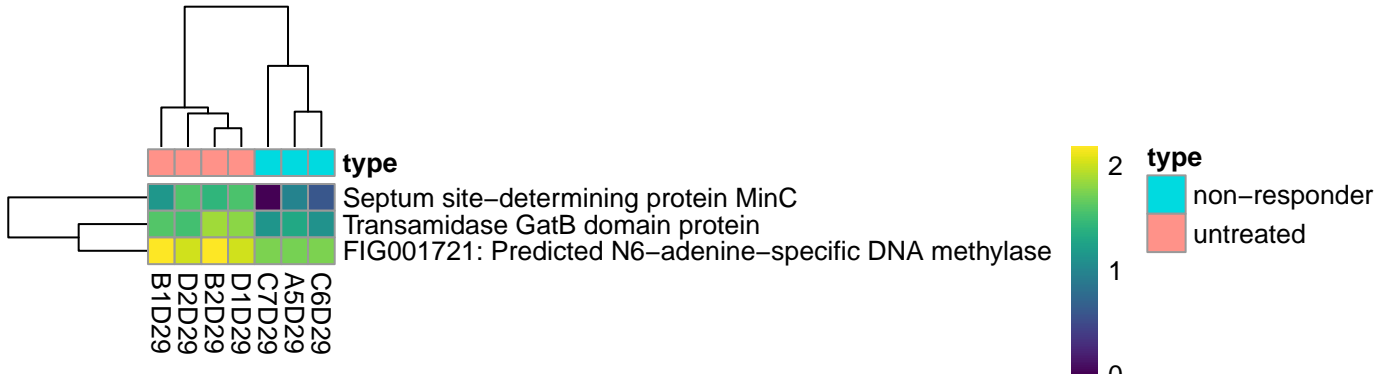 type
Septum site−determining protein MinC
Transamidase GatB domain protein
FIG001721: Predicted N6−adenine−specific DNA methylase
B1D29
D2D29
B2D29
D1D29
C7D29
A5D29
C6D29
2
1
0
type
non−responder
untreated